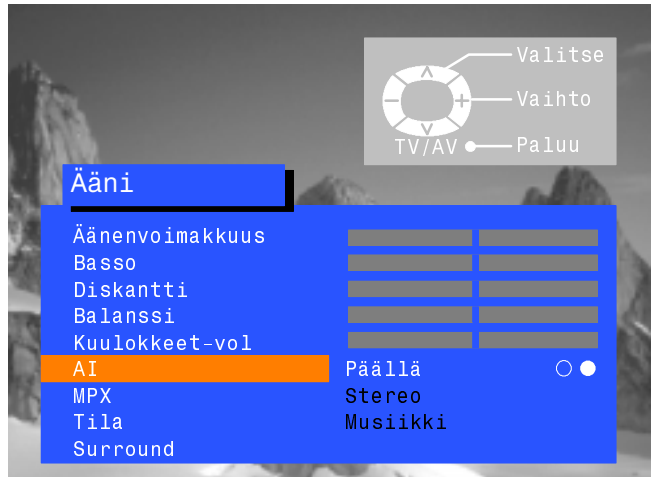 Valitse
Vaihto
TV/AV Paluu
Ääni
Äänenvoimakkuus
Basso
Diskantti
Balanssi
Kuulokkeet-vol
AI Päällä
MPX Stereo
Tila Musiikki
Surround